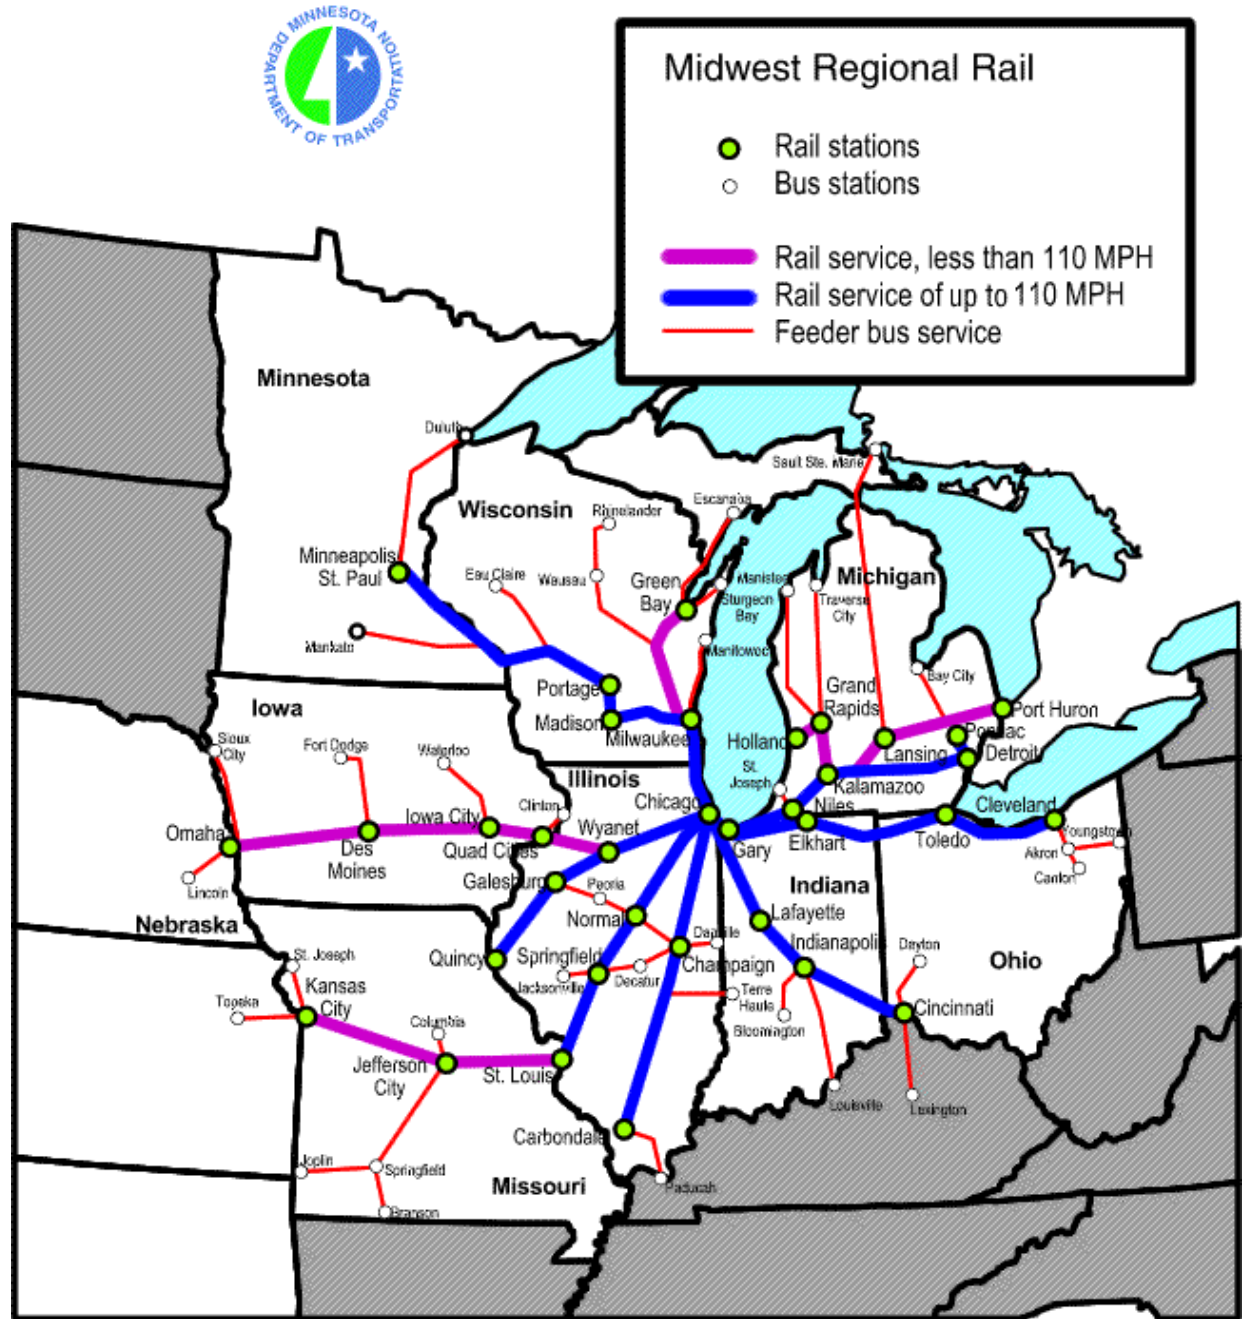 MINNESOTA DEPARTMENT OF TRANSPORTATION
Midwest Regional Rail
Rail stations
Bus stations
Rail service, less than 110 MPH
Rail service of up to 110 MPH
Feeder bus service
Minnesota
Duluth
Sault Ste. Marie
Wisconsin
Rhinelander
Escanaba
Minneapolis
St. Paul
Eau Claire
Wausau
Green
Bay
Manistee
Sturgeon
Bay
Michigan
Traverse
City
Mankato
Manitowoc
Bay City
Portage
Madison
Milwaukee
Grand
Rapids
Holland
Port Huron
Pontiac
Lansing
Detroit
Iowa
Sioux
City
Fort Dodge
Waterloo
St.
Joseph
Kalamazoo
Illinois
Clinton
Chicago
Niles
Cleveland
Omaha
Des
Moines
Iowa City
Quad Cities
Wyanet
Gary
Elkhart
Toledo
Youngstown
Akron
Canton
Lincoln
Galesburg
Peoria
Indiana
Nebraska
Normal
Lafayette
Quincy
Springfield
Danville
Champaign
Indianapolis
Dayton
Ohio
St. Joseph
Kansas
City
Topeka
Jacksonville
Decatur
Terre
Haute
Bloomington
Cincinnati
Columbia
Jefferson
City
St. Louis
Louisville
Lexington
Carbondale
Joplin
Springfield
Missouri
Paducah
Branson